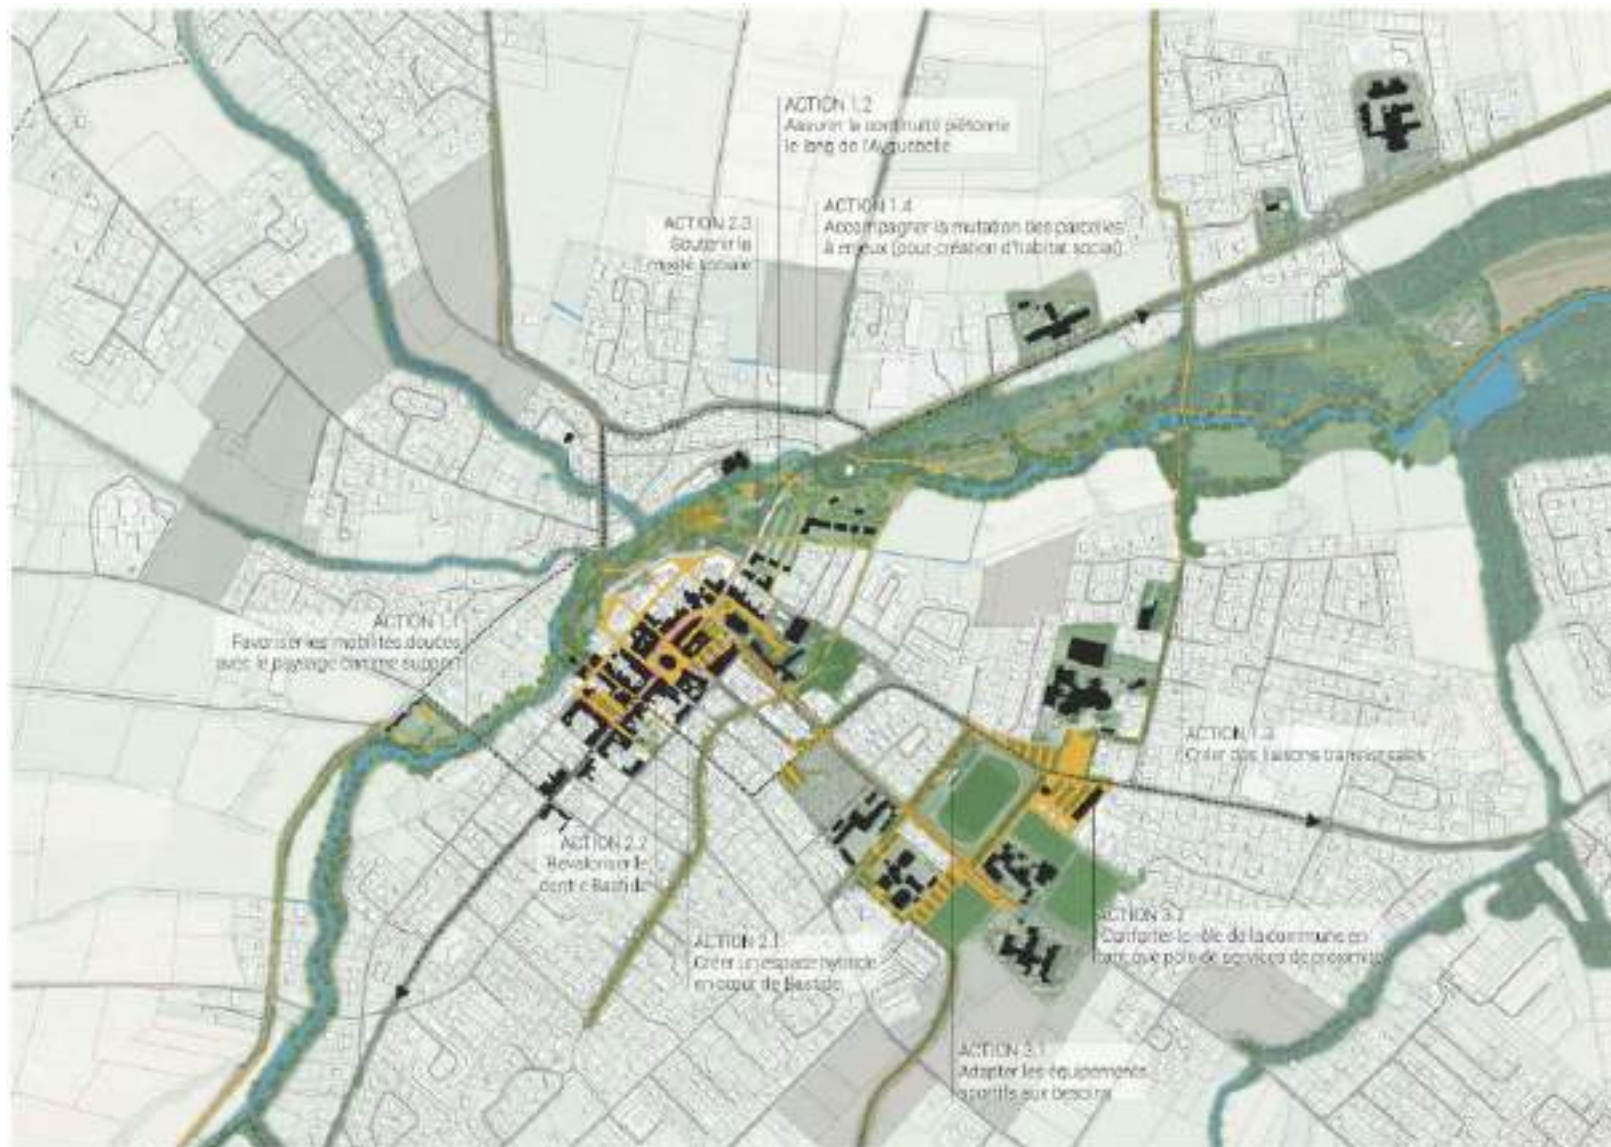 ACTION 1.2
Assurer la continuité piétonne
le long de l'Ayguebelle
ACTION 2.3
Soutenir la
mixité sociale
ACTION 1.4
Accompagner la mutation des parcelles
à enjeux (pour création d'habitat social)
ACTION 1.1
Favoriser les mobilités douces
avec le paysage comme support
ACTION 1.3
Créer des liaisons transversales
ACTION 2.2
Revaloriser le
centre Bastide
ACTION 2.1
Créer un espace hybride
en cœur de Bastide
ACTION 3.2
Conforter le rôle de la commune en
tant que pôle de services de proximité
ACTION 3.1
Adapter les équipements
sportifs aux besoins